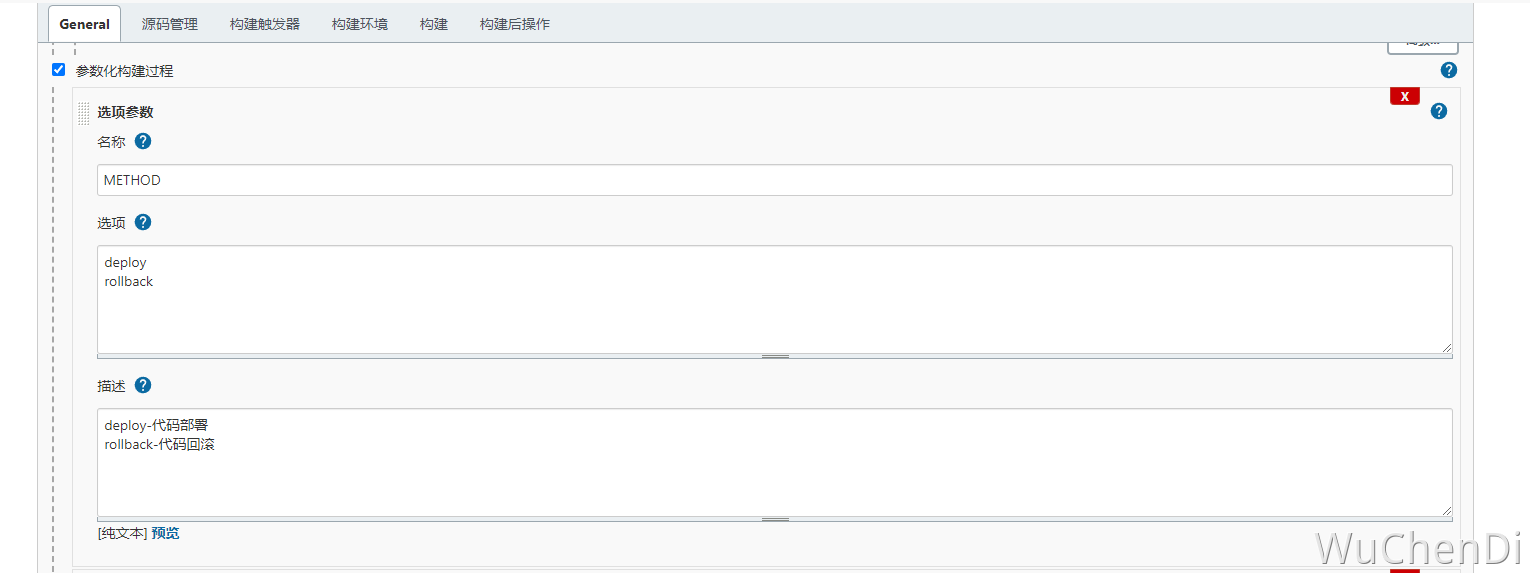 General 源码管理 构建触发器 构建环境 构建 构建后操作
参数化构建过程
选项参数
X
名称
METHOD
选项
deploy
rollback
描述
deploy-代码部署
rollback-代码回滚
[纯文本] 预览
WuChenDi